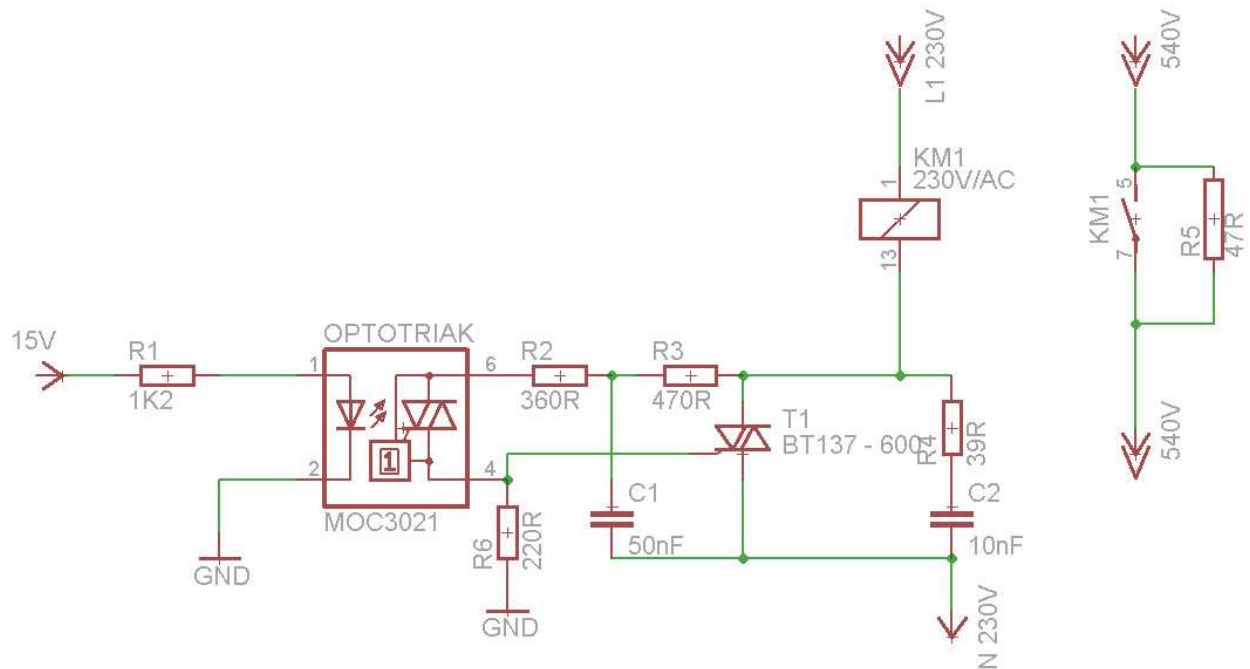 L1 230V
540V
KM1
230V/AC
1
13
KM1
5
7
R5
47R
540V
15V
R1
1K2
OPTOTRIAK
1
2
6
4
1
MOC3021
GND
R2
360R
R3
470R
T1
BT137 - 600
R4
39R
R6
220R
GND
C1
50nF
C2
10nF
N 230V